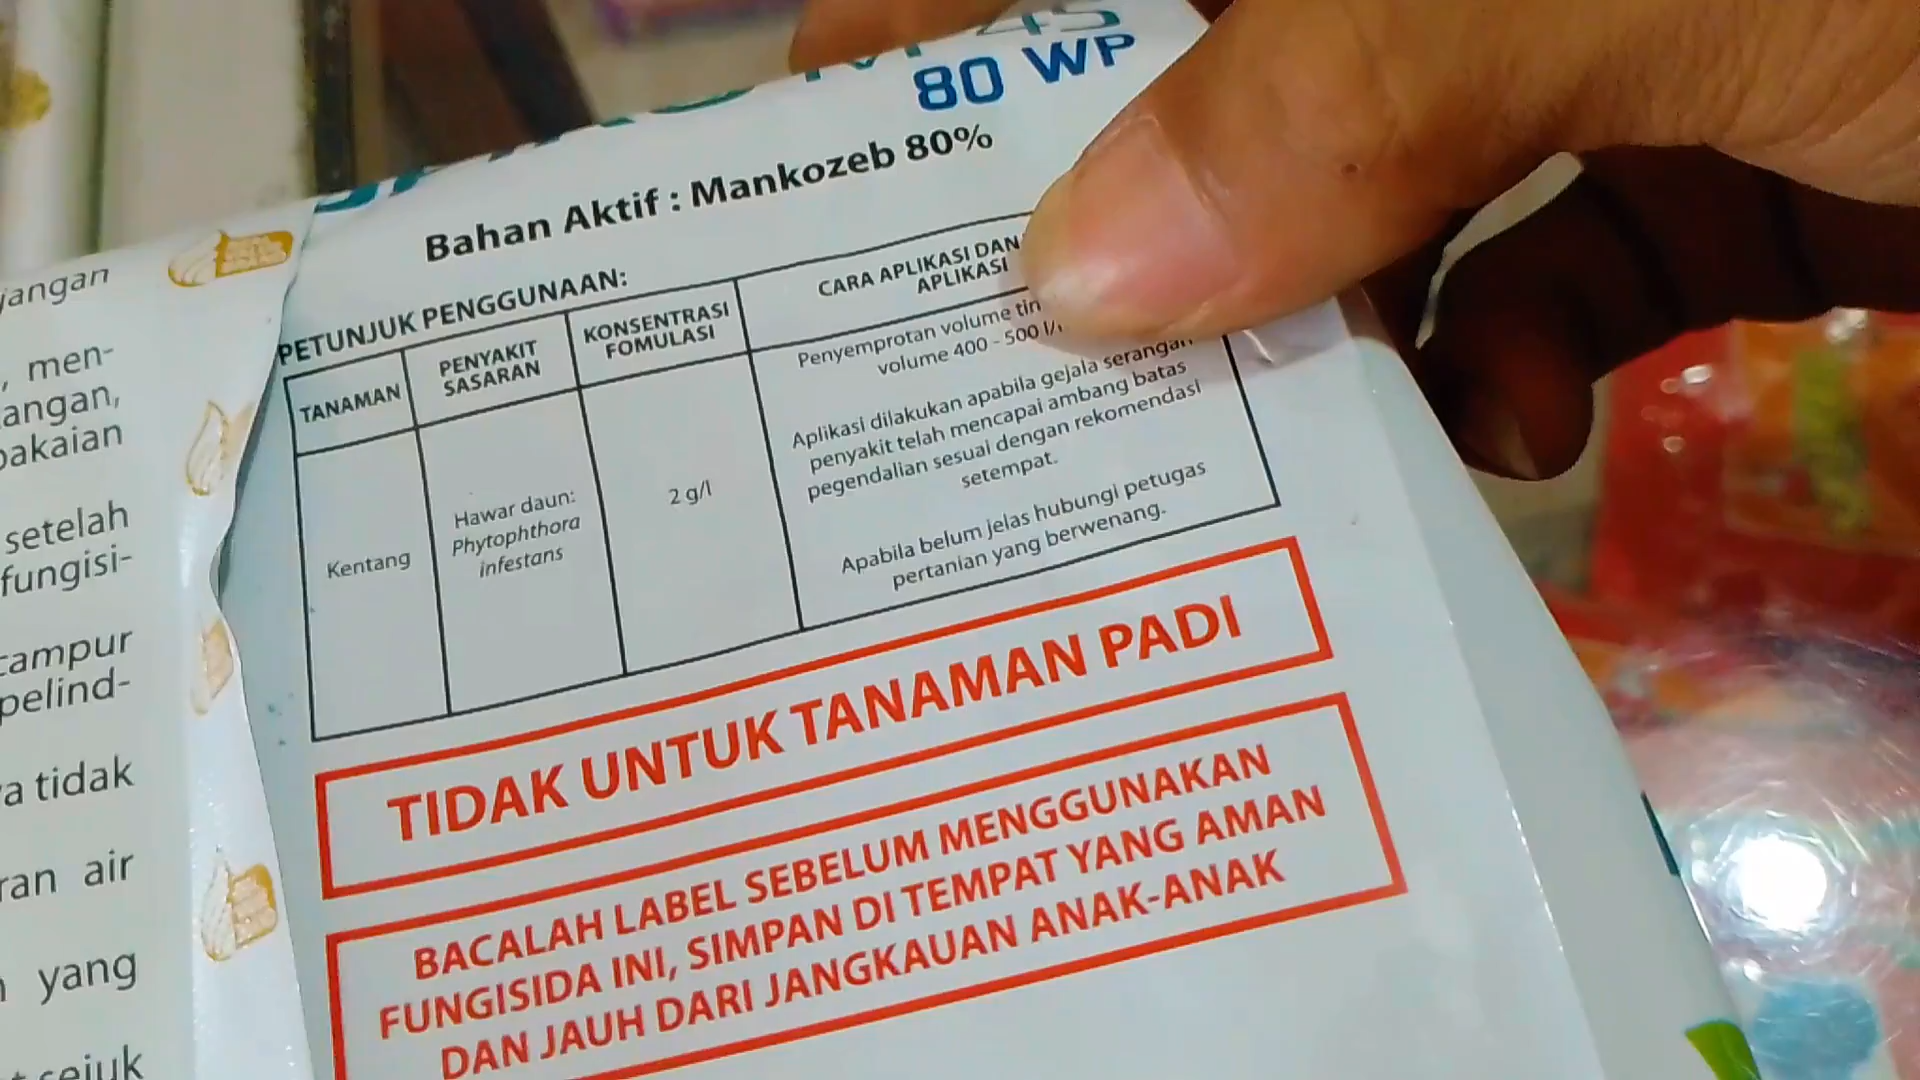 80 WP
Bahan Aktif : Mankozeb 80%
PETUNJUK PENGGUNAAN:
TANAMAN
PENYAKIT
SASARAN
KONSENTRASI
FOMULASI
CARA APLIKASI DAN
APLIKASI
Kentang
Hawar daun:
Phytophthora
infestans
2 g/l
Penyemprotan volume
volume 400 - 500
Aplikasi dilakukan apabila gejala serangan
penyakit telah mencapai ambang batas
pegendalian sesuai dengan rekomendasi
setempat.
Apabila belum jelas hubungi petugas
pertanian yang berwenang.
TIDAK UNTUK TANAMAN PADI
BACALAH LABEL SEBELUM MENGGUNAKAN
FUNGISIDA INI, SIMPAN DI TEMPAT YANG AMAN
DAN JAUH DARI JANGKAUAN ANAK-ANAK
jangan
, men-
angan,
pakaian
setelah
fungisi-
campur
pelind-
a tidak
ran air
yang
sejuk